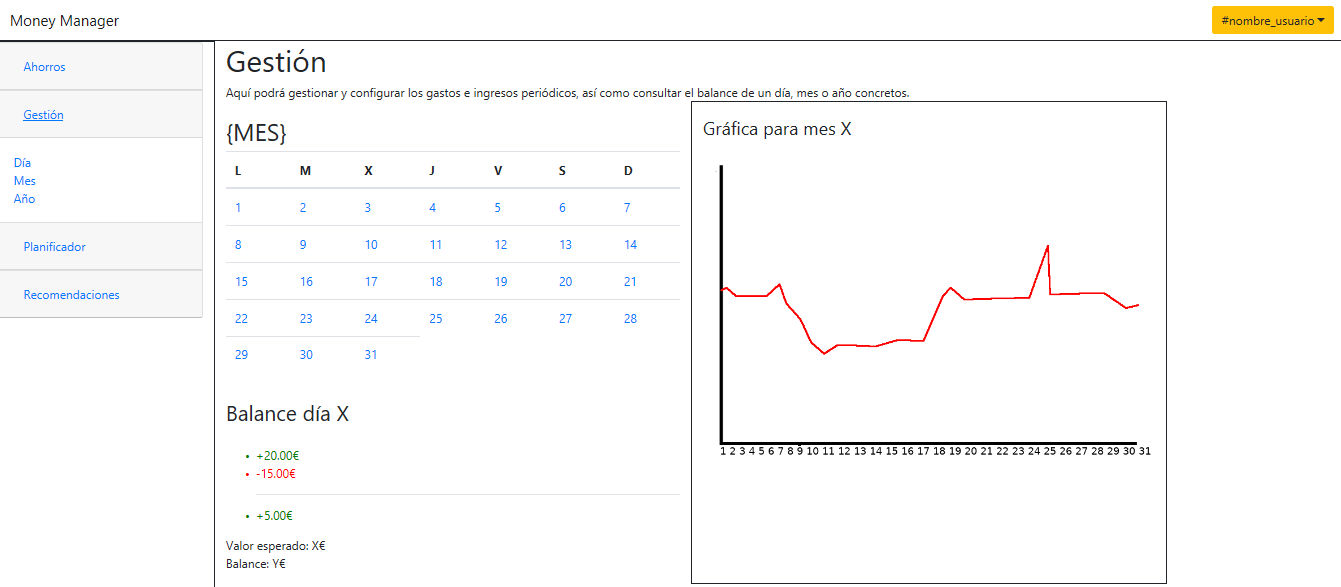 Money Manager
#nombre_usuario
Ahorros
Gestión
Día
Mes
Año
Planificador
Recomendaciones
Gestión
Aquí podrá gestionar y configurar los gastos e ingresos periódicos, así como consultar el balance de un día, mes o año concretos.
{MES}
L M X J V S D
1 2 3 4 5 6 7
8 9 10 11 12 13 14
15 16 17 18 19 20 21
22 23 24 25 26 27 28
29 30 31
Balance día X
+20.00€
-15.00€
+5.00€
Valor esperado: X€
Balance: Y€
Gráfica para mes X
1 2 3 4 5 6 7 8 9 10 11 12 13 14 15 16 17 18 19 20 21 22 23 24 25 26 27 28 29 30 31